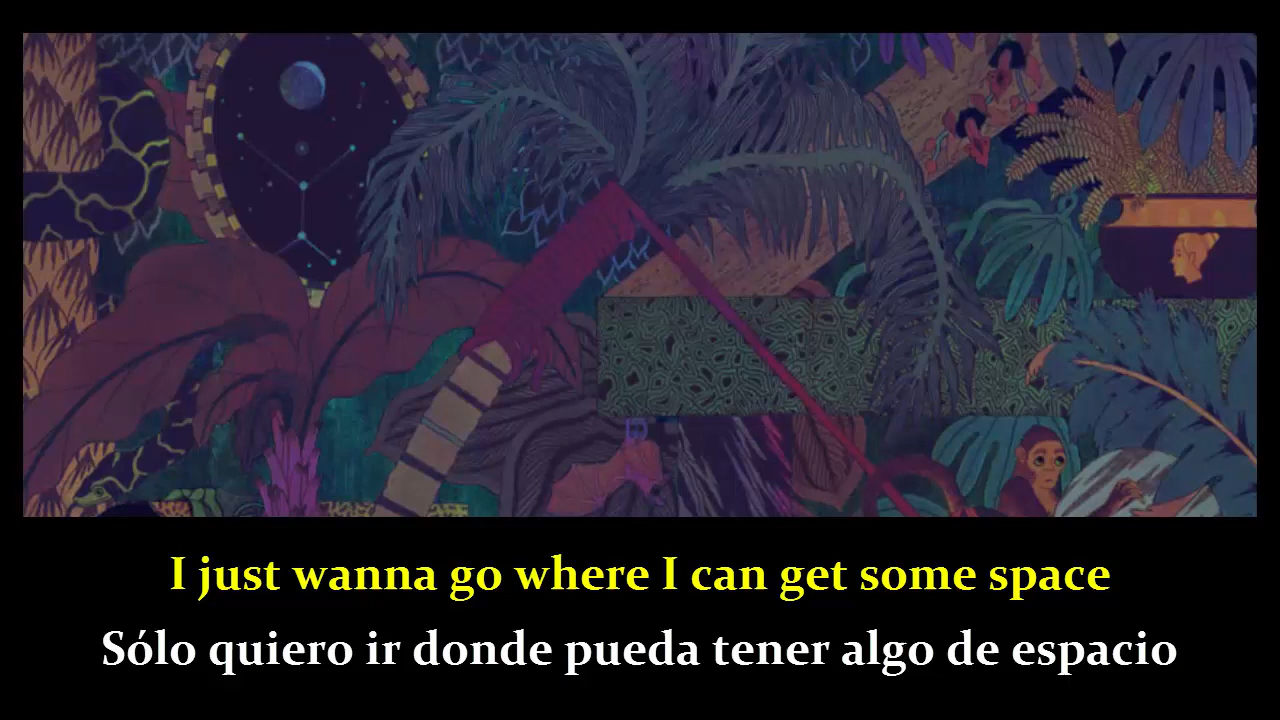 I just wanna go where I can get some space
Sólo quiero ir donde pueda tener algo de espacio